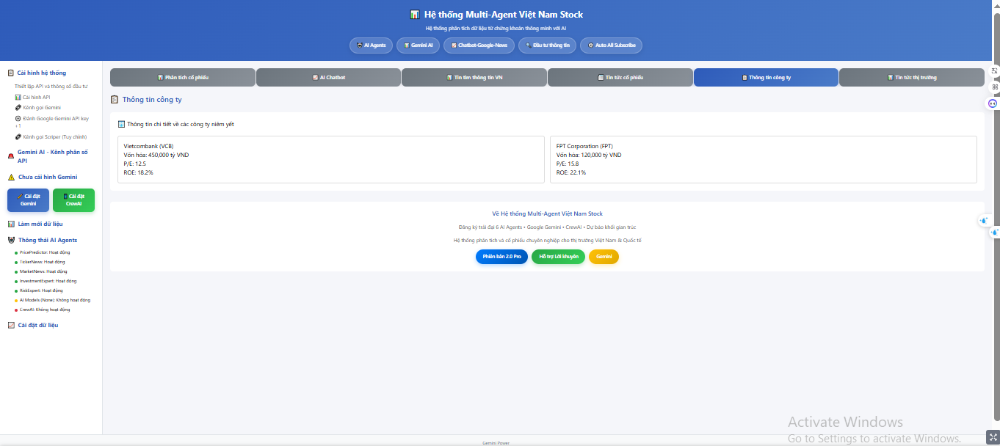 Hệ thống Multi-Agent Việt Nam Stock
Hệ thống phân tích dữ liệu từ chứng khoán thông minh với AI
AI Agents
Gemini AI
Chatbot-Google-News
Đầu tư thông tin
Auto All Subscribe
Cài hình hệ thống
Thiết lập API và thông số đầu tư
Cài hình API
Kênh gọi Gemini
Đánh Google Gemini API key
+1
Kênh gọi Scriper (Tuy chỉnh)
Gemini AI - Kênh phân số
API
Chưa cái hình Gemini
Cài đặt
Gemini
Cài đặt
CrewAI
Làm mới dữ liệu
Thông thái AI Agents
PricePredictor: Hoạt động
TickerNews: Hoạt động
MarketNews: Hoạt động
InvestmentExpert: Hoạt động
RiskExpert: Hoạt động
AI Models (None): Không hoạt động
CrewAI: Không hoạt động
Cài đặt dữ liệu
Phân tích cổ phiếu
AI Chatbot
Tin tìm thông tin VN
Tin tức cổ phiếu
Thông tin công ty
Tin tức thị trường
Thông tin công ty
Thông tin chi tiết về các công ty niêm yết
Vietcombank (VCB)
Vốn hóa: 450,000 tỷ VND
P/E: 12.5
ROE: 18.2%
FPT Corporation (FPT)
Vốn hóa: 120,000 tỷ VND
P/E: 15.8
ROE: 22.1%
Về Hệ thống Multi-Agent Việt Nam Stock
Đăng ký trải đại 6 AI Agents • Google Gemini • CrewAI • Dự báo khối gian trúc
Hệ thống phân tích và cổ phiếu chuyên nghiệp cho thị trường Việt Nam & Quốc tế
Phiên bản 2.0 Pro
Hỗ trợ Lời khuyên
Gemini
Gemini Power
Activate Windows
Go to Settings to activate Windows.